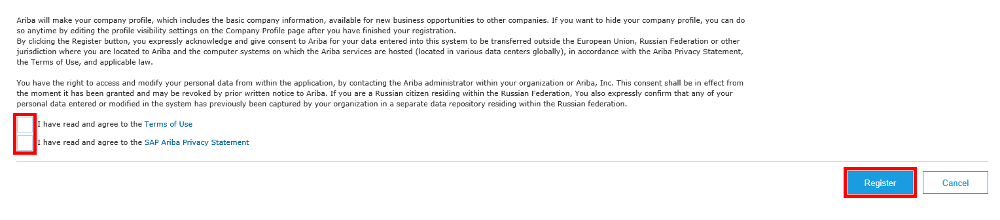 Ariba will make your company profile, which includes the basic company information, available for new business opportunities to other companies. If you want to hide your company profile, you can do
so anytime by editing the profile visibility settings on the Company Profile page after you have finished your registration.
By clicking the Register button, you expressly acknowledge and give consent to Ariba for your data entered into this system to be transferred outside the European Union, Russian Federation or other
jurisdiction where you are located to Ariba and the computer systems on which the Ariba services are hosted (located in various data centers globally), in accordance with the Ariba Privacy Statement,
the Terms of Use, and applicable law.
You have the right to access and modify your personal data from within the application, by contacting the Ariba administrator within your organization or Ariba, Inc. This consent shall be in effect from
the moment it has been granted and may be revoked by prior written notice to Ariba. If you are a Russian citizen residing within the Russian Federation, You also expressly confirm that any of your
personal data entered or modified in the system has previously been captured by your organization in a separate data repository residing within the Russian federation.
I have read and agree to the Terms of Use
I have read and agree to the SAP Ariba Privacy Statement
Register Cancel